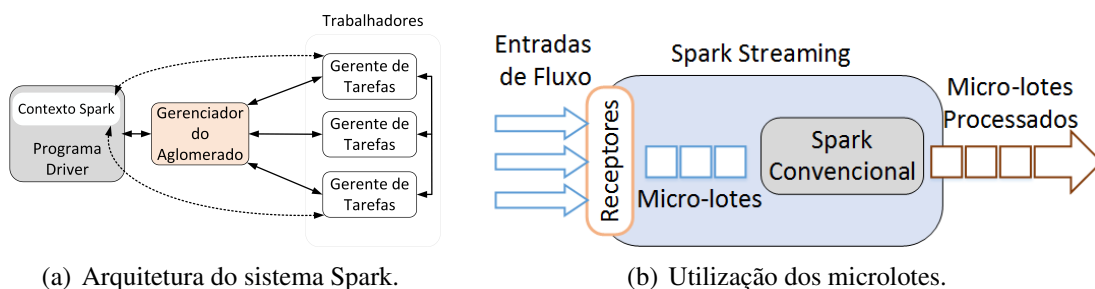 Trabalhadores
Gerente de
Tarefas
Contexto Spark
Programa
Driver
Gerenciador
do
Aglomerado
Gerente de
Tarefas
Gerente de
Tarefas
(a) Arquitetura do sistema Spark.
Entradas
de Fluxo
Spark Streaming
Receptores
Micro-lotes
Spark
Convencional
Micro-lotes
Processados
(b) Utilização dos microlotes.